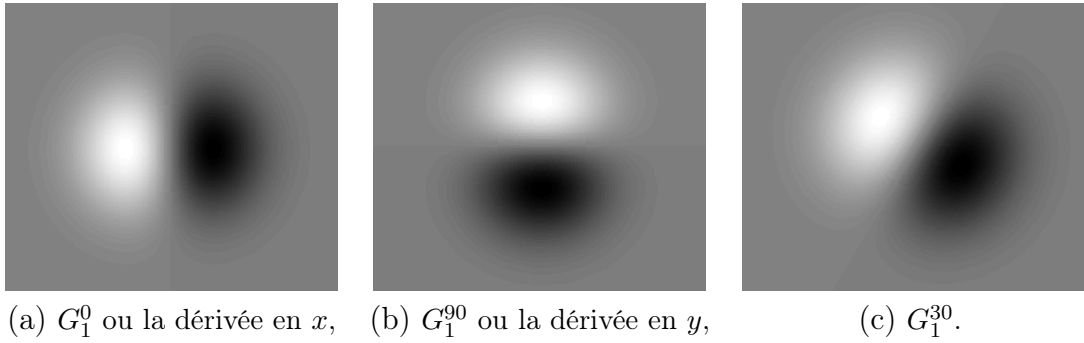 (a) $G_1^0$ ou la dérivée en $x$, (b) $G_1^{90}$ ou la dérivée en $y$, (c) $G_1^{30}$.